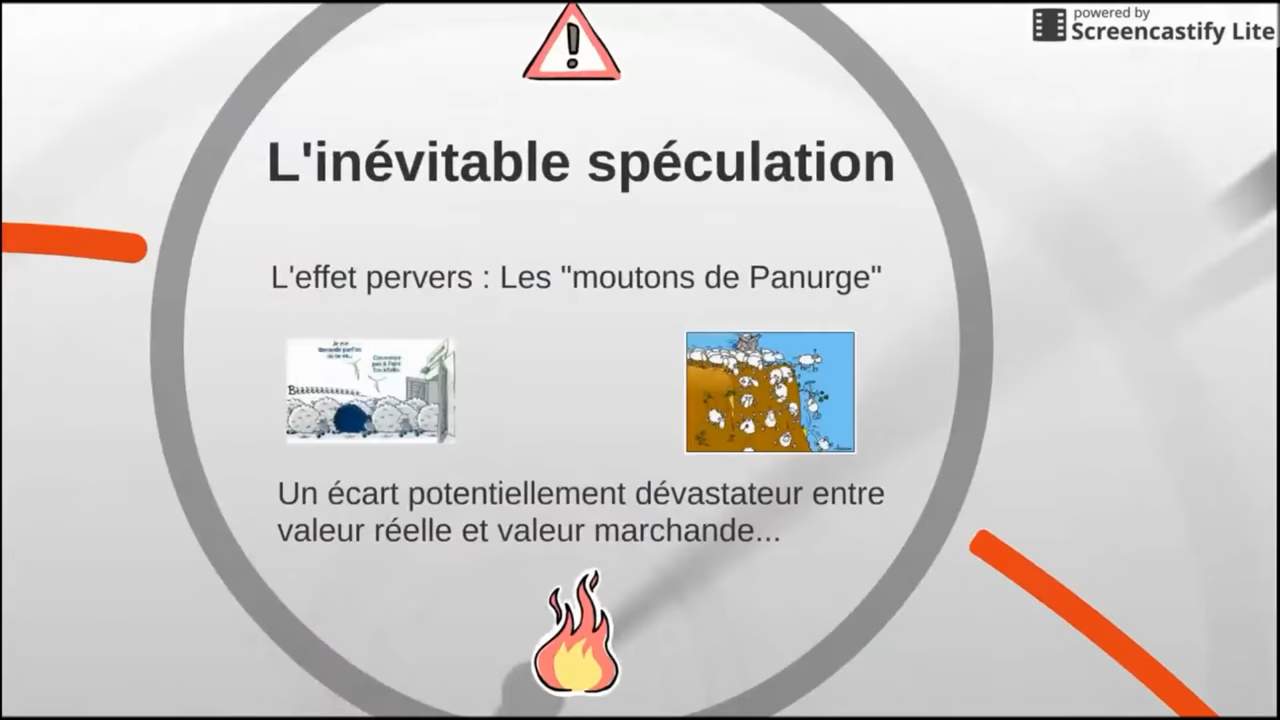 powered by
Screencastify Lite
L'inévitable spéculation
L'effet pervers : Les "moutons de Panurge"
Un écart potentiellement dévastateur entre
valeur réelle et valeur marchande...